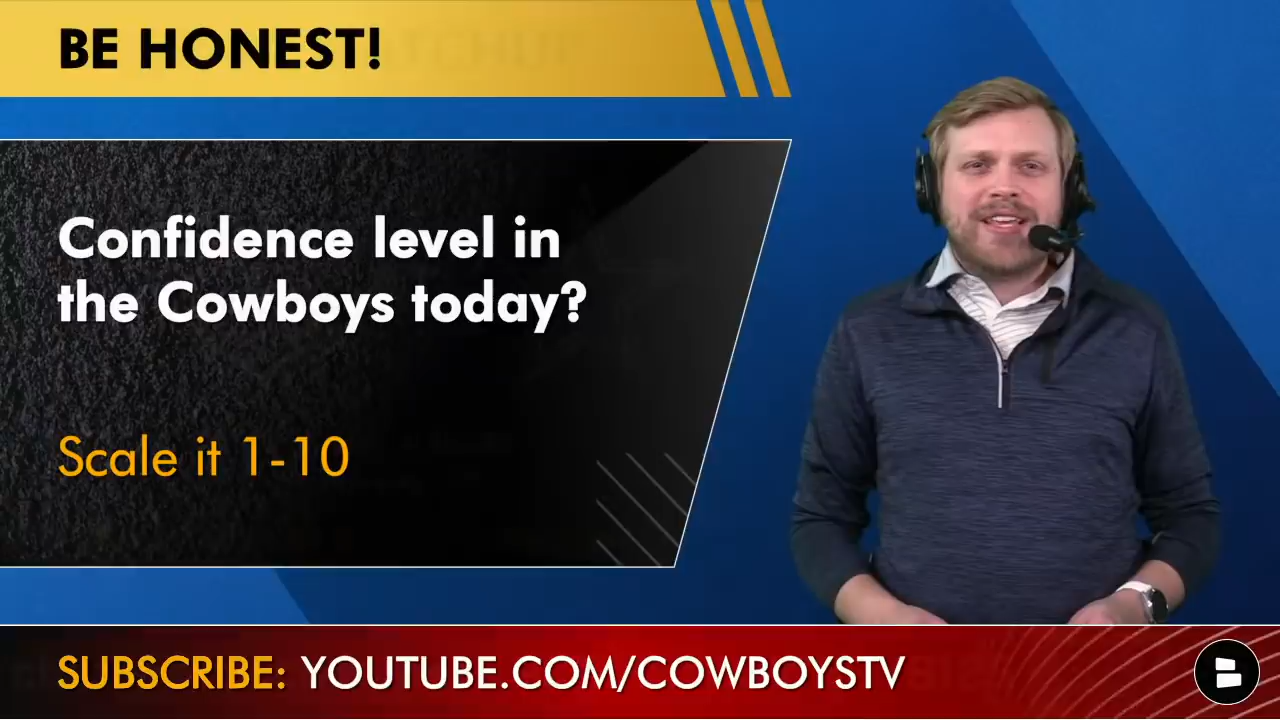 BE HONEST!
Confidence level in
the Cowboys today?
Scale it 1-10
SUBSCRIBE: YOUTUBE.COM/COWBOYSTV